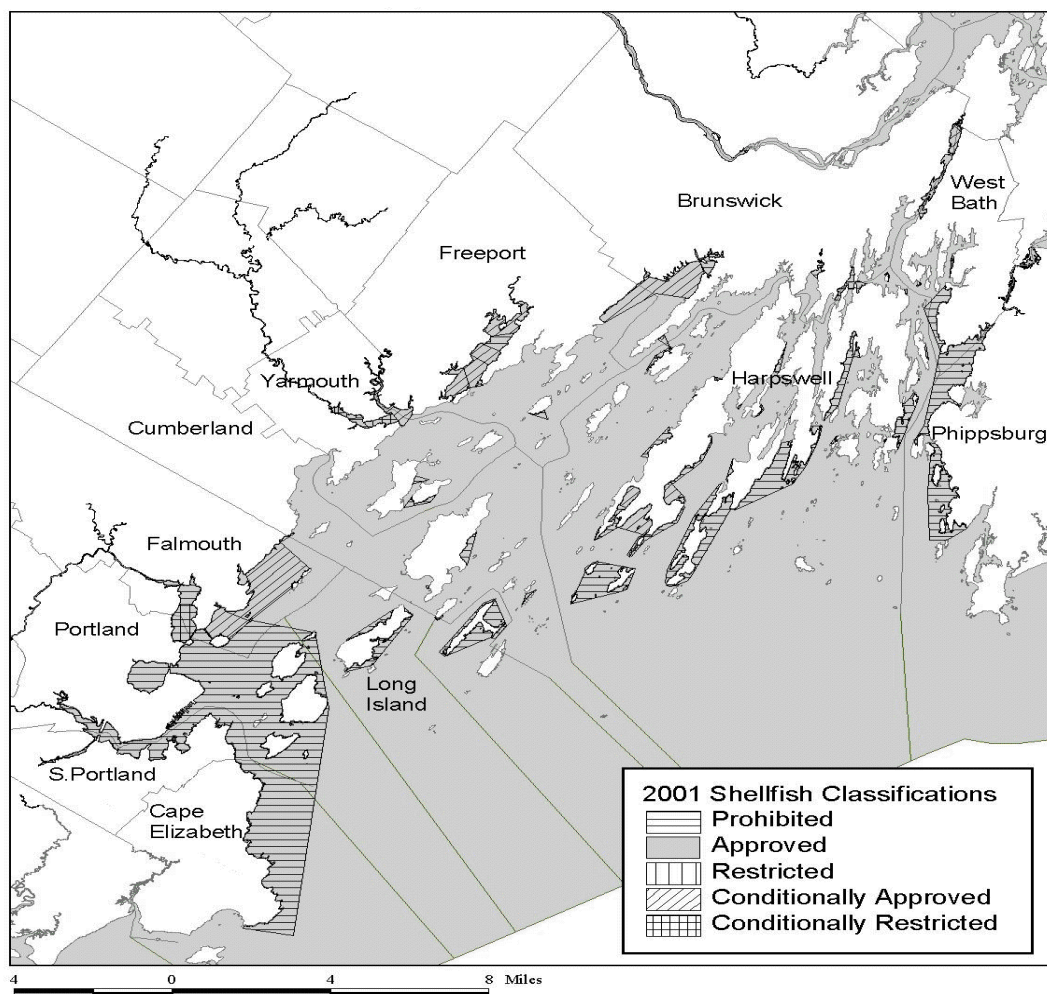 Brunswick
West
Bath
Freeport
Yarmouth
Harpswell
Cumberland
Phippsburg
Falmouth
Portland
Long
Island
S.Portland
Cape
Elizabeth
2001 Shellfish Classifications
Prohibited
Approved
Restricted
Conditionally Approved
Conditionally Restricted
4 0 4 8 Miles